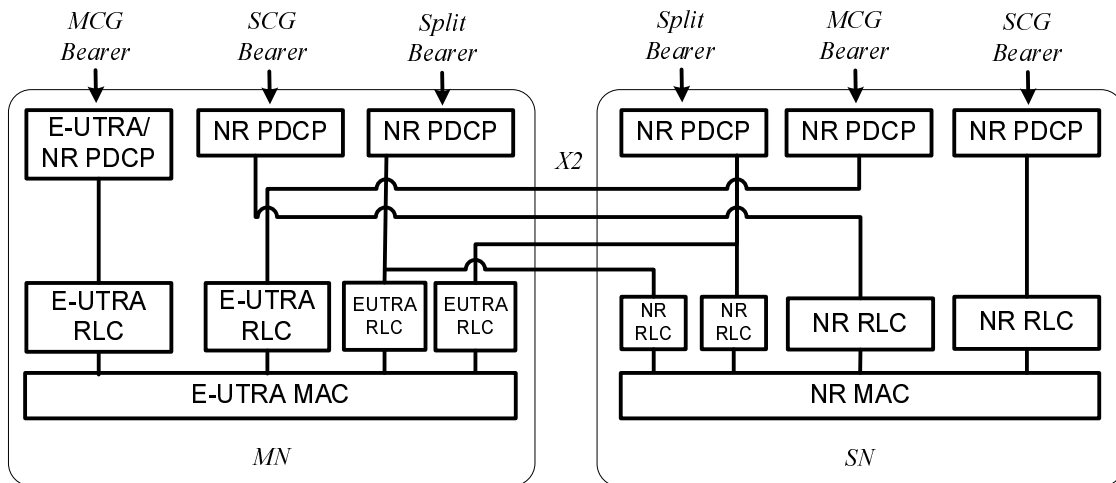 MCG
Bearer
SCG
Bearer
Split
Bearer
Split
Bearer
MCG
Bearer
SCG
Bearer
E-UTRA/
NR PDCP
NR PDCP
NR PDCP
X2
NR PDCP
NR PDCP
NR PDCP
E-UTRA
RLC
E-UTRA
RLC
EUTRA
RLC
EUTRA
RLC
NR
RLC
NR
RLC
NR RLC
NR RLC
E-UTRA MAC
NR MAC
MN
SN